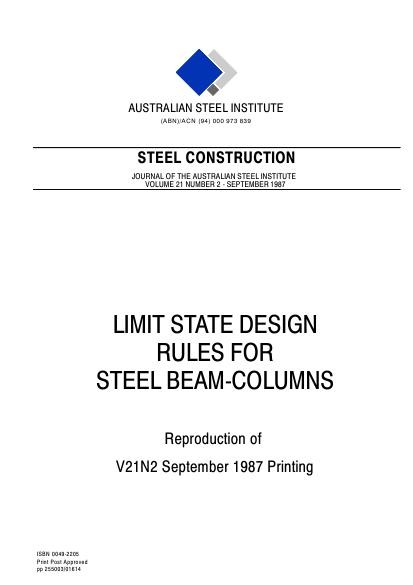 AUSTRALIAN STEEL INSTITUTE
(ABN)/ACN (94) 000 973 839
STEEL CONSTRUCTION
JOURNAL OF THE AUSTRALIAN STEEL INSTITUTE
VOLUME 21 NUMBER 2 - SEPTEMBER 1987
LIMIT STATE DESIGN
RULES FOR
STEEL BEAM-COLUMNS
Reproduction of
V21N2 September 1987 Printing
ISBN 0049-2205
Print Post Approved
pp 255003/01614